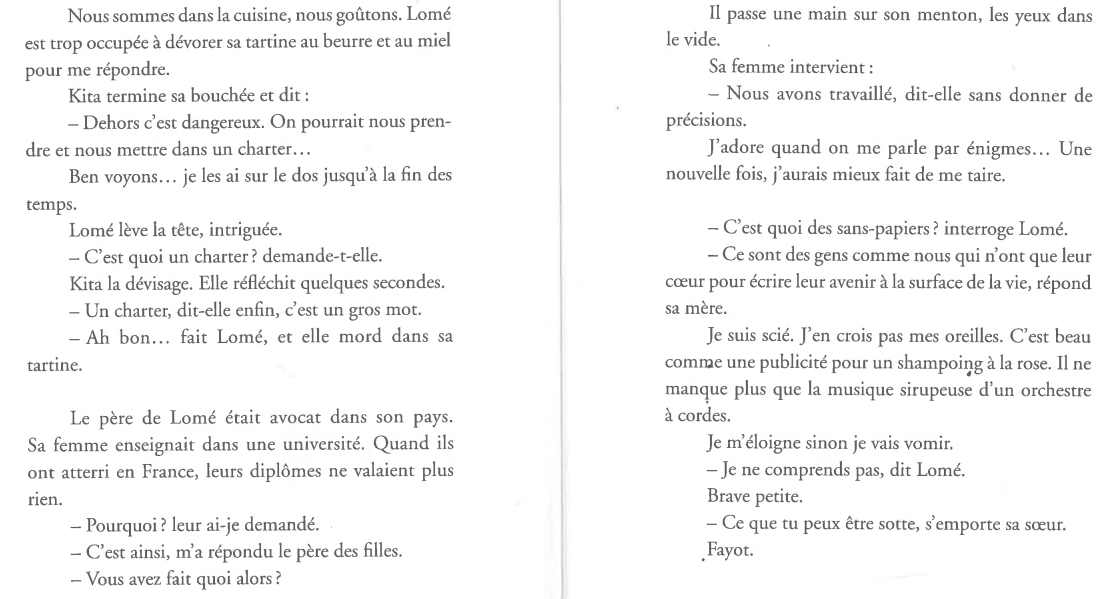 Nous sommes dans la cuisine, nous goûtons. Lomé
est trop occupée à dévorer sa tartine au beurre et au miel
pour me répondre.
Kita termine sa bouchée et dit :
– Dehors c'est dangereux. On pourrait nous pren-
dre et nous mettre dans un charter…
Ben voyons… je les ai sur le dos jusqu'à la fin des
temps.
Lomé lève la tête, intriguée.
– C'est quoi un charter ? demande-t-elle.
Kita la dévisage. Elle réfléchit quelques secondes.
– Un charter, dit-elle enfin, c'est un gros mot.
– Ah bon… fait Lomé, et elle mord dans sa
tartine.
Le père de Lomé était avocat dans son pays.
Sa femme enseignait dans une université. Quand ils
ont atterri en France, leurs diplômes ne valaient plus
rien.
– Pourquoi ? leur ai-je demandé.
– C'est ainsi, m'a répondu le père des filles.
– Vous avez fait quoi alors ?
Il passe une main sur son menton, les yeux dans
le vide.
Sa femme intervient :
– Nous avons travaillé, dit-elle sans donner de
précisions.
J'adore quand on me parle par énigmes… Une
nouvelle fois, j'aurais mieux fait de me taire.
– C'est quoi des sans-papiers ? interroge Lomé.
– Ce sont des gens comme nous qui n'ont que leur
cœur pour écrire leur avenir à la surface de la vie, répond
sa mère.
Je suis scié. J'en crois pas mes oreilles. C'est beau
comme une publicité pour un shampoing à la rose. Il ne
manque plus que la musique sirupeuse d'un orchestre
à cordes.
Je m'éloigne sinon je vais vomir.
– Je ne comprends pas, dit Lomé.
Brave petite.
– Ce que tu peux être sotte, s'emporte sa sœur.
Fayot.